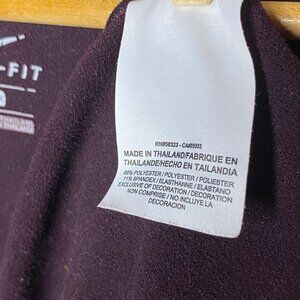 FIT
MADE IN THAILAND/FABRIQUE EN
THAILANDE/HECHO EN TAILANDIA
89% POLYESTER / POLYESTER / POLIESTER
11% SPANDEX / ELASTHANNE / ELASTANO
EXCLUSIVE OF DECORATION / DECORATION
NON COMPRISE / NO INCLUYE LA
DECORACION